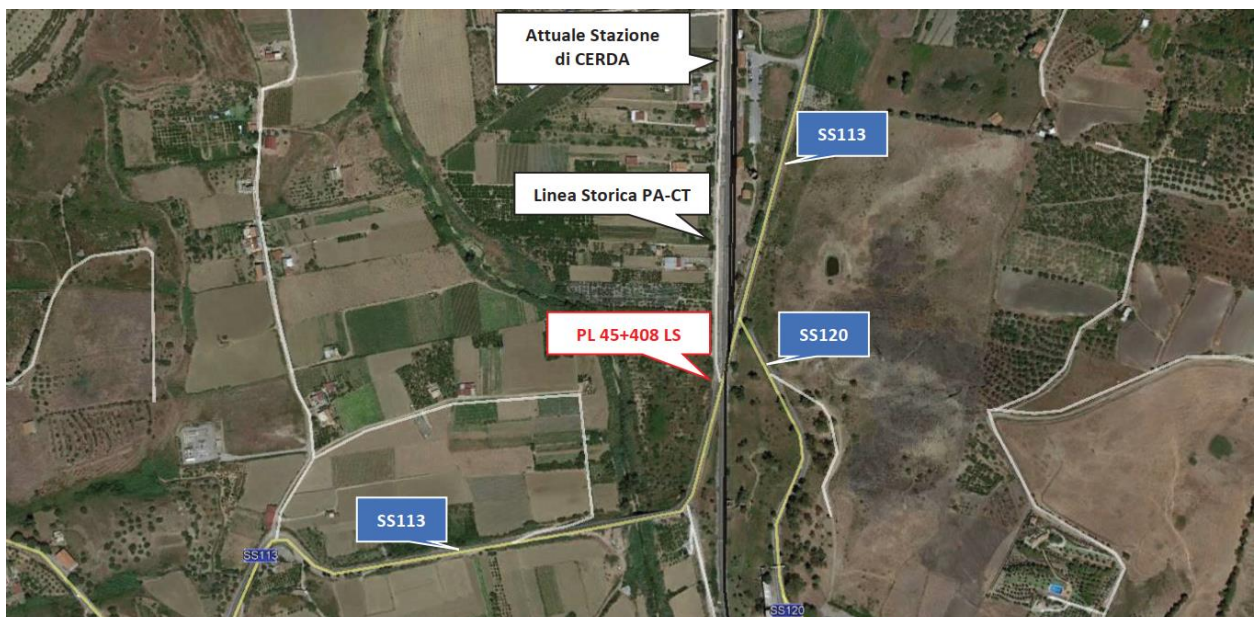 Attuale Stazione
di CERDA
SS113
Linea Storica PA-CT
PL 45+408 LS
SS120
SS113
SS113
SS120